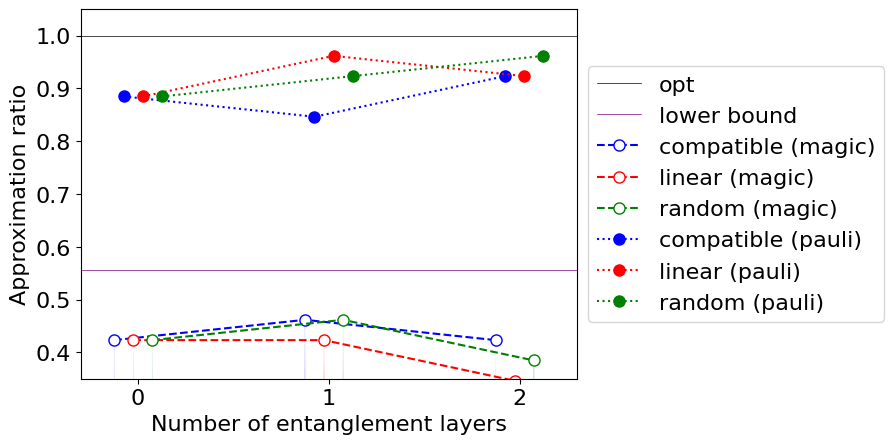 1.0
0.9
0.8
0.7
0.6
0.5
0.4
Approximation ratio
0
1
2
Number of entanglement layers
opt
lower bound
compatible (magic)
linear (magic)
random (magic)
compatible (pauli)
linear (pauli)
random (pauli)